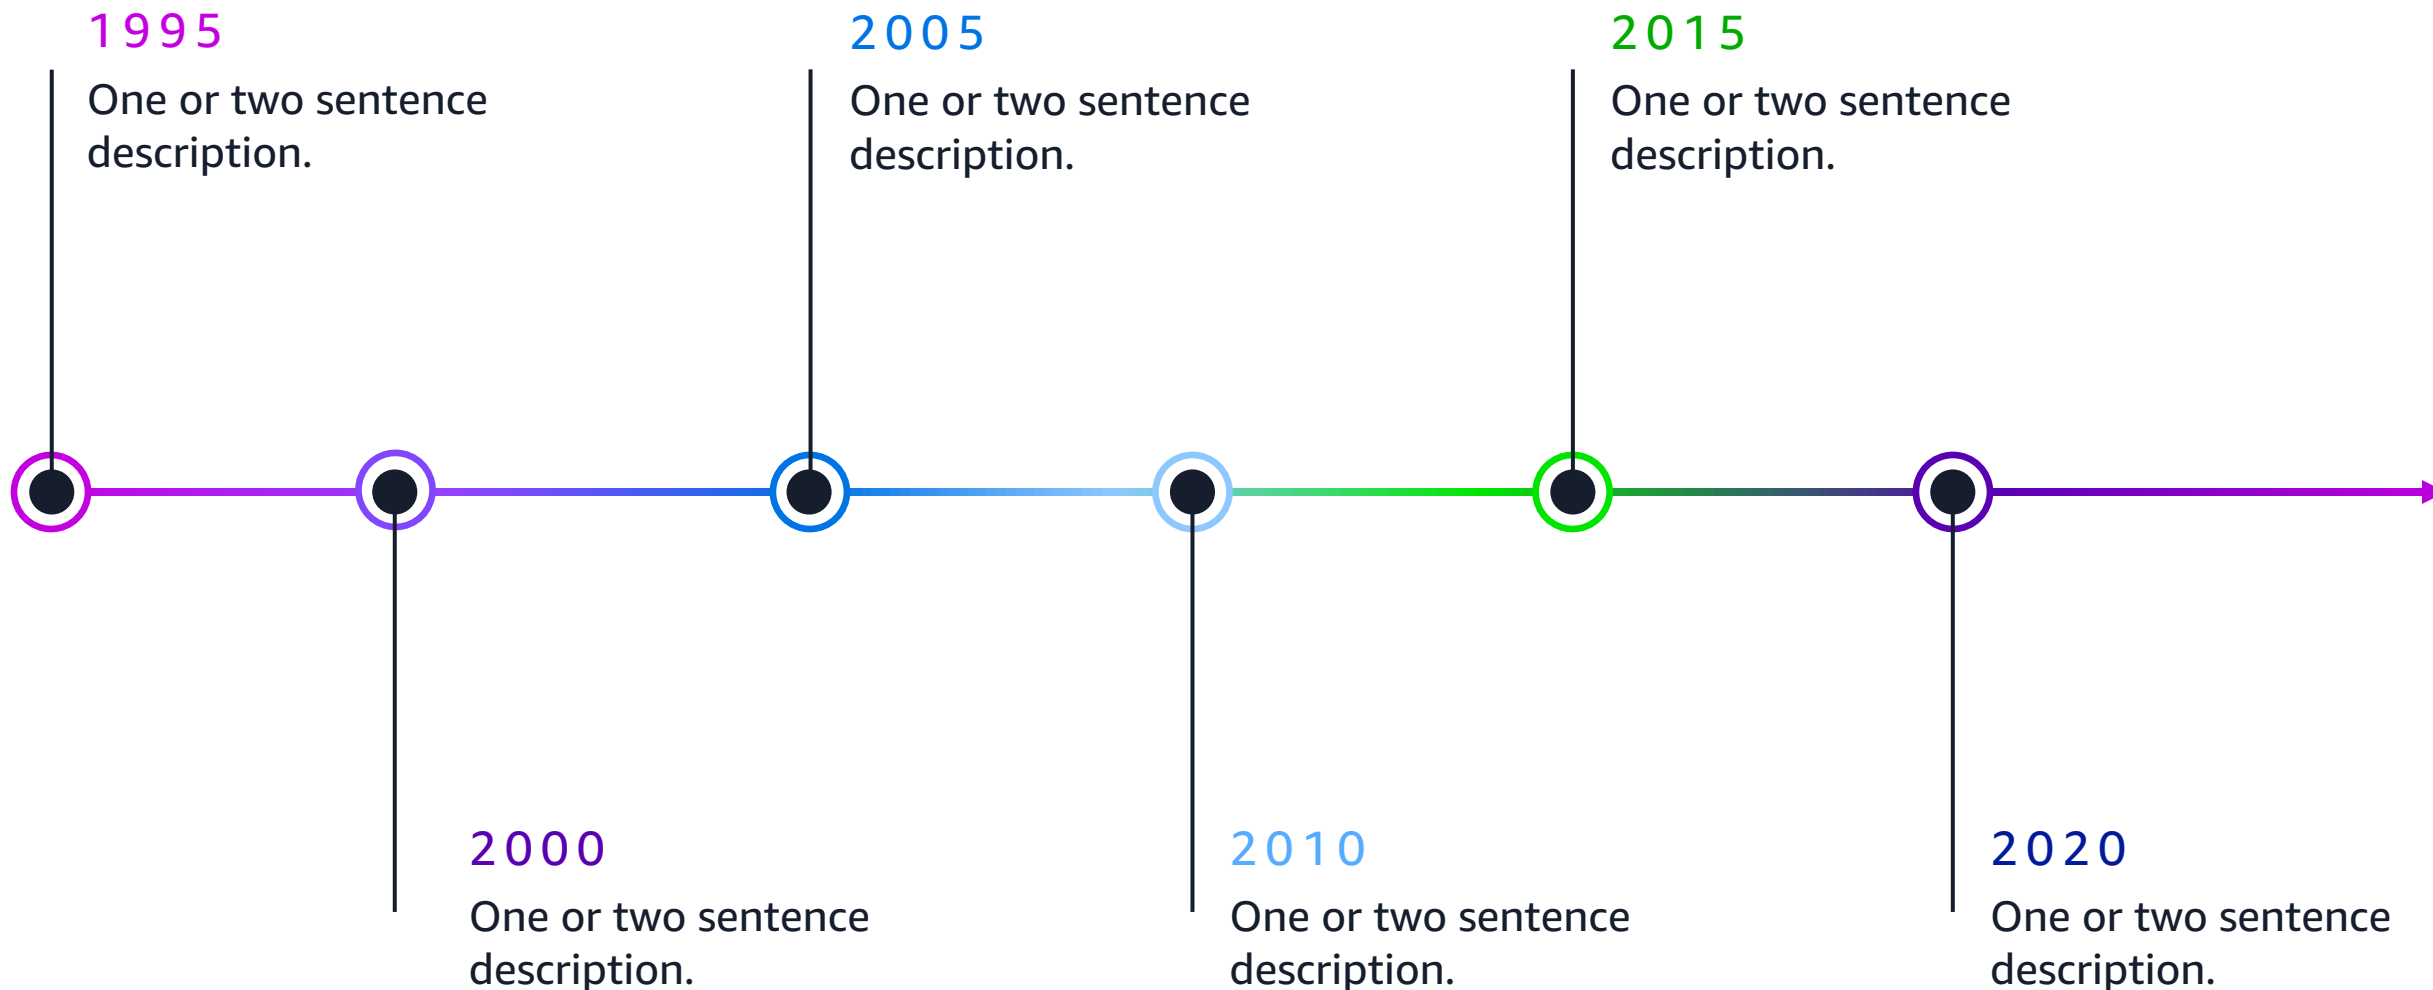 1995
One or two sentence
description.
2005
One or two sentence
description.
2015
One or two sentence
description.
2000
One or two sentence
description.
2010
One or two sentence
description.
2020
One or two sentence
description.